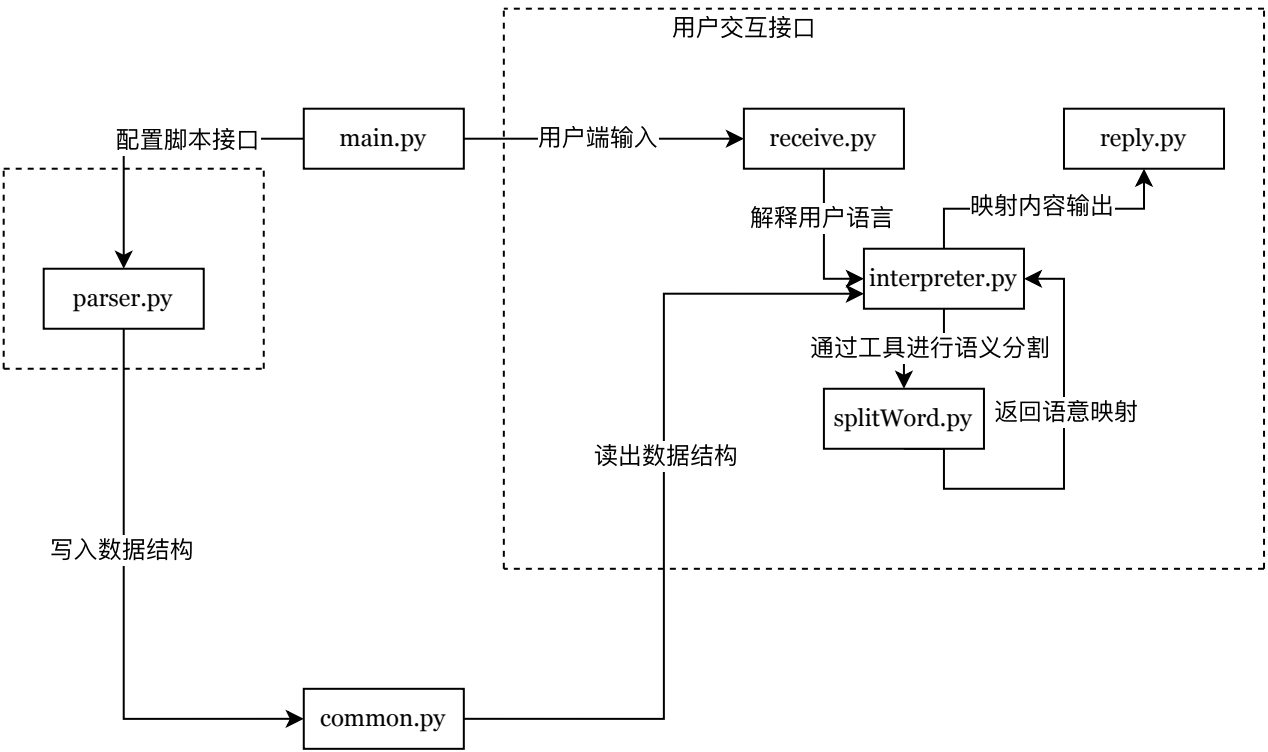 用户交互接口
配置脚本接口
main.py
用户端输入
receive.py
reply.py
解释用户语言
映射内容输出
parser.py
interpreter.py
通过工具进行语义分割
splitWord.py
返回语意映射
读出数据结构
写入数据结构
common.py